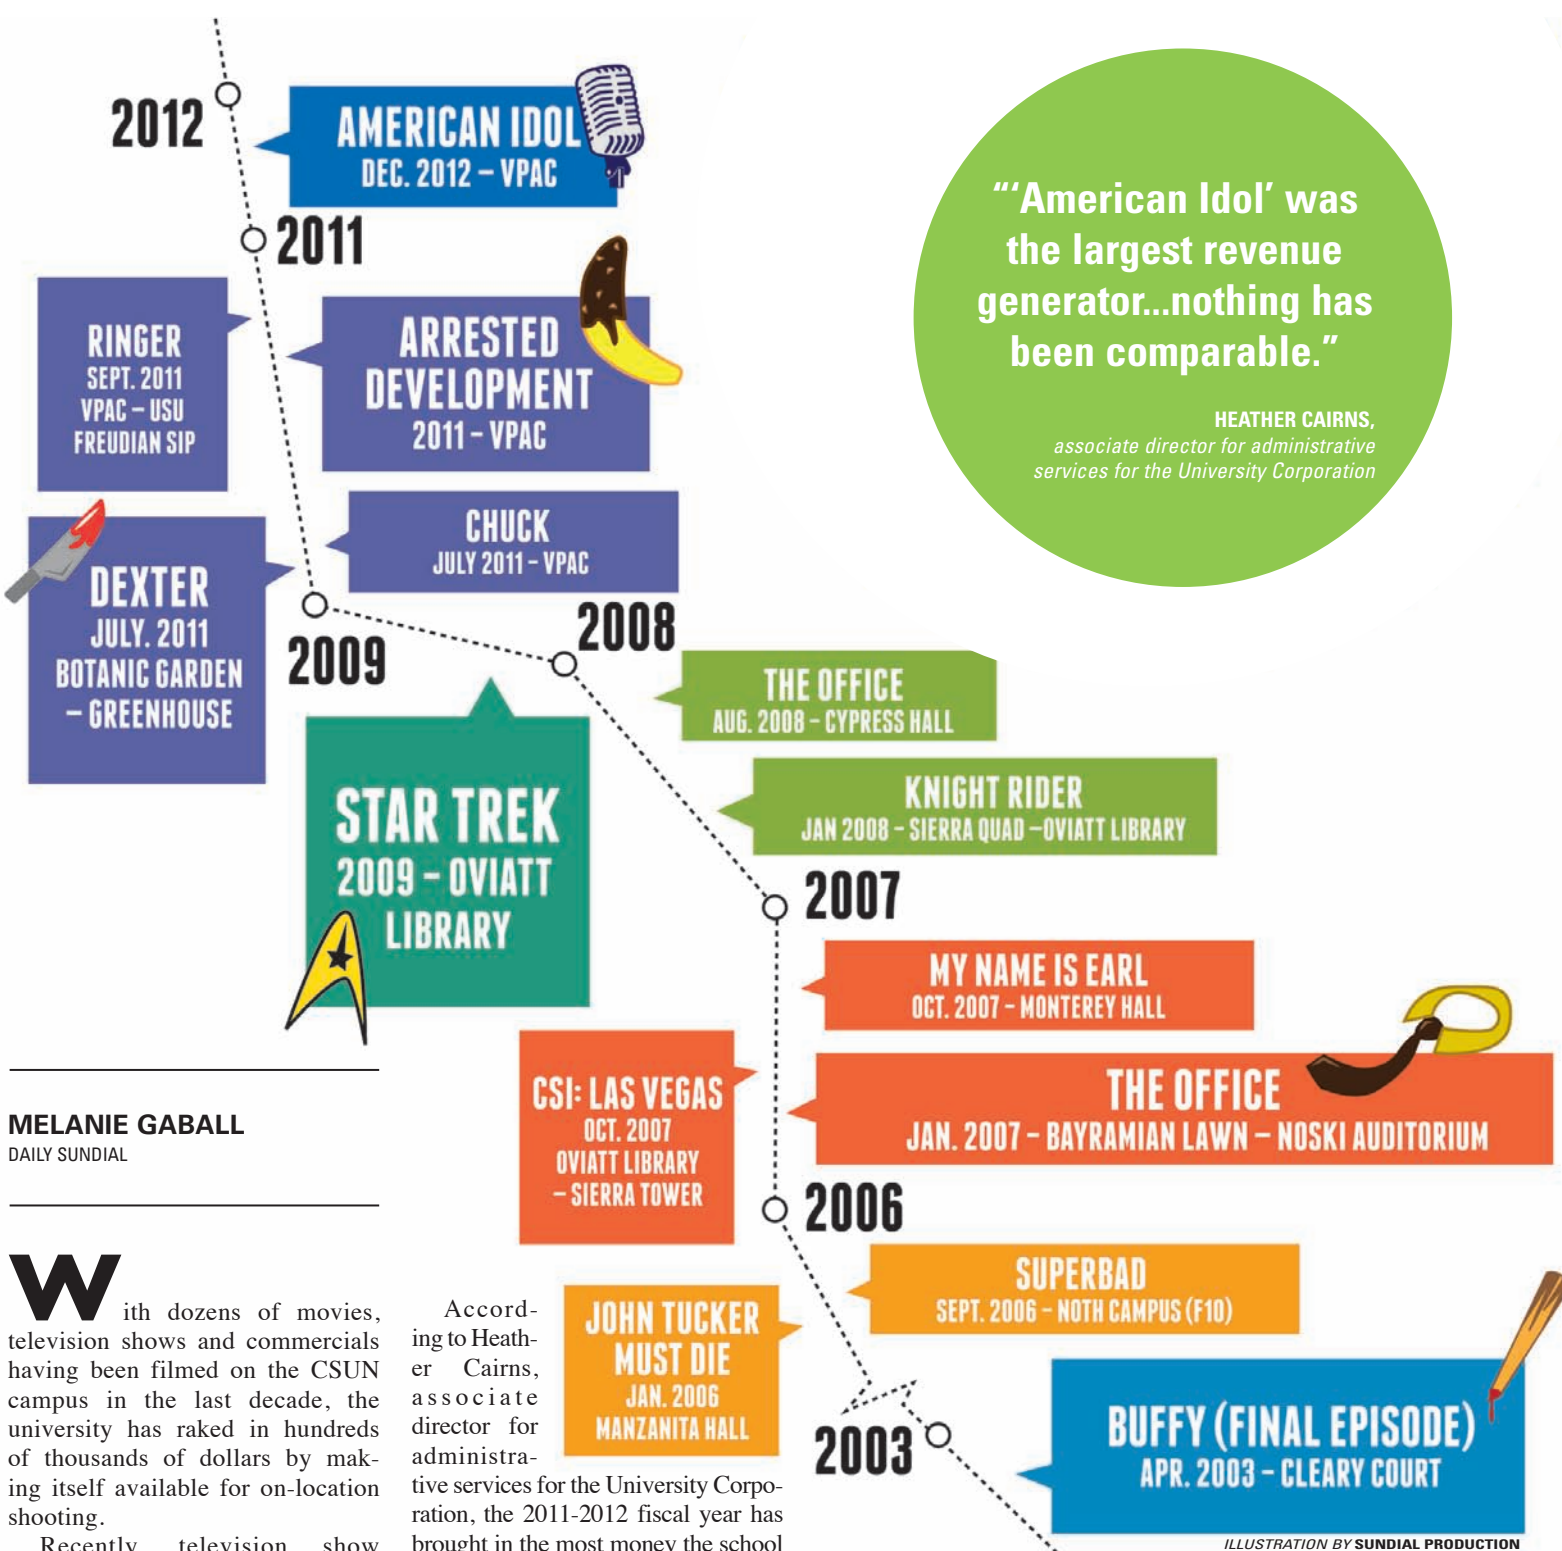 2012
AMERICAN IDOL
DEC. 2012 – VPAC
2011
RINGER
SEPT. 2011
VPAC – USU
FREUDIAN SIP
ARRESTED
DEVELOPMENT
2011 – VPAC
CHUCK
JULY 2011 – VPAC
DEXTER
JULY. 2011
BOTANIC GARDEN
– GREENHOUSE
"'American Idol' was
the largest revenue
generator...nothing has
been comparable."
HEATHER CAIRNS,
associate director for administrative
services for the University Corporation
2009
2008
STAR TREK
2009 – OVIATT
LIBRARY
THE OFFICE
AUG. 2008 – CYPRESS HALL
KNIGHT RIDER
JAN 2008 – SIERRA QUAD –OVIATT LIBRARY
2007
MY NAME IS EARL
OCT. 2007 – MONTEREY HALL
CSI: LAS VEGAS
OCT. 2007
OVIATT LIBRARY
– SIERRA TOWER
THE OFFICE
JAN. 2007 – BAYRAMIAN LAWN – NOSKI AUDITORIUM
2006
SUPERBAD
SEPT. 2006 – NOTH CAMPUS (F10)
JOHN TUCKER
MUST DIE
JAN. 2006
MANZANITA HALL
2003
BUFFY (FINAL EPISODE)
APR. 2003 – CLEARY COURT
ILLUSTRATION BY SUNDIAL PRODUCTION
MELANIE GABALL
DAILY SUNDIAL
With dozens of movies,
television shows and commercials
having been filmed on the CSUN
campus in the last decade, the
university has raked in hundreds
of thousands of dollars by mak-
ing itself available for on-location
shooting.
Recently, television show
Accord-
ing to Heath-
er Cairns,
associate
director for
administra-
tive services for the University Corpo-
ration, the 2011-2012 fiscal year has
brought in the most money the school